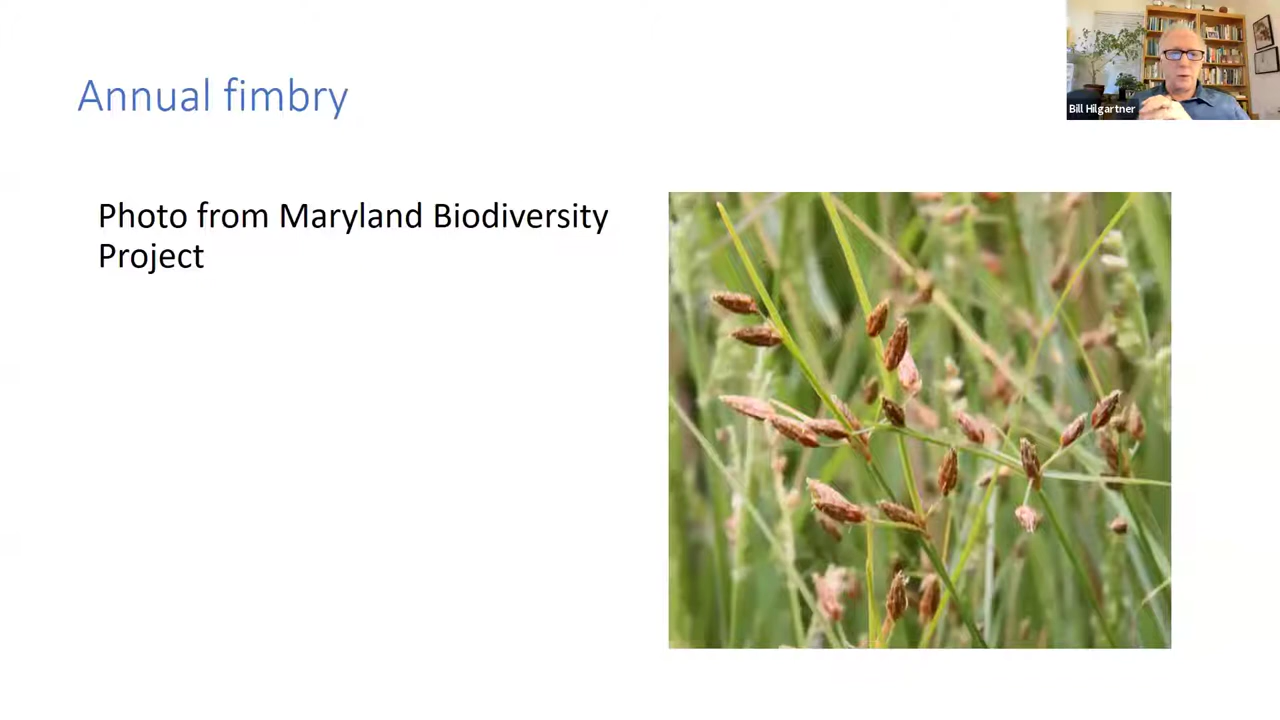 Annual fimbry
Photo from Maryland Biodiversity
Project
Bill Hilgartner